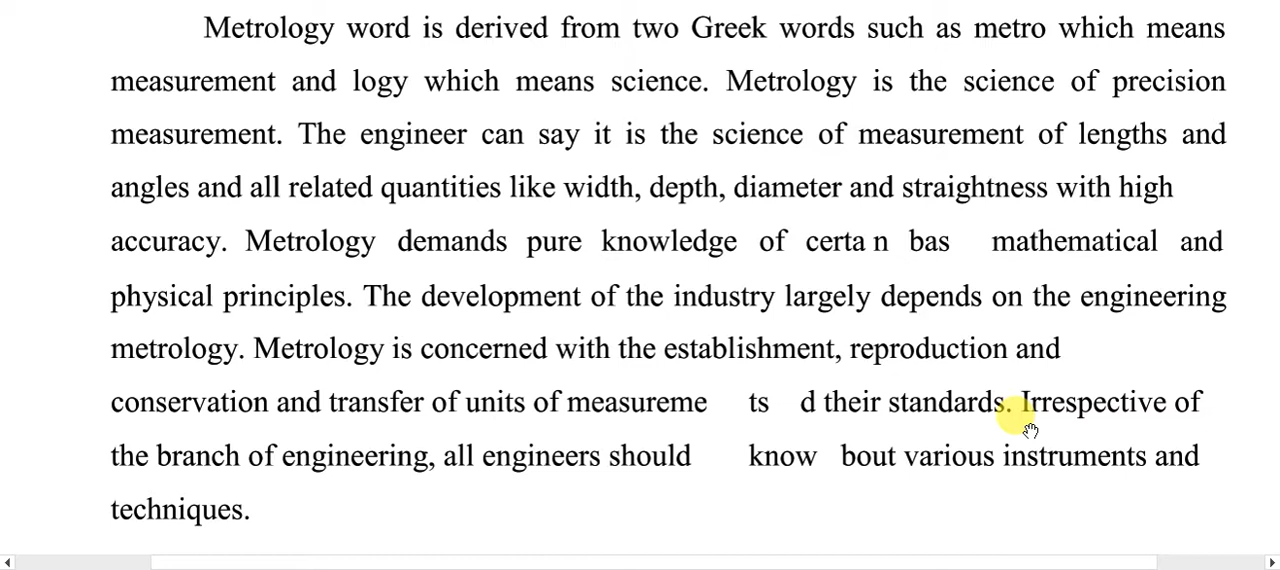 Metrology word is derived from two Greek words such as metro which means
measurement and logy which means science. Metrology is the science of precision
measurement. The engineer can say it is the science of measurement of lengths and
angles and all related quantities like width, depth, diameter and straightness with high
accuracy. Metrology demands pure knowledge of certa n bas mathematical and
physical principles. The development of the industry largely depends on the engineering
metrology. Metrology is concerned with the establishment, reproduction and
conservation and transfer of units of measureme ts d their standards. Irrespective of
the branch of engineering, all engineers should know bout various instruments and
techniques.